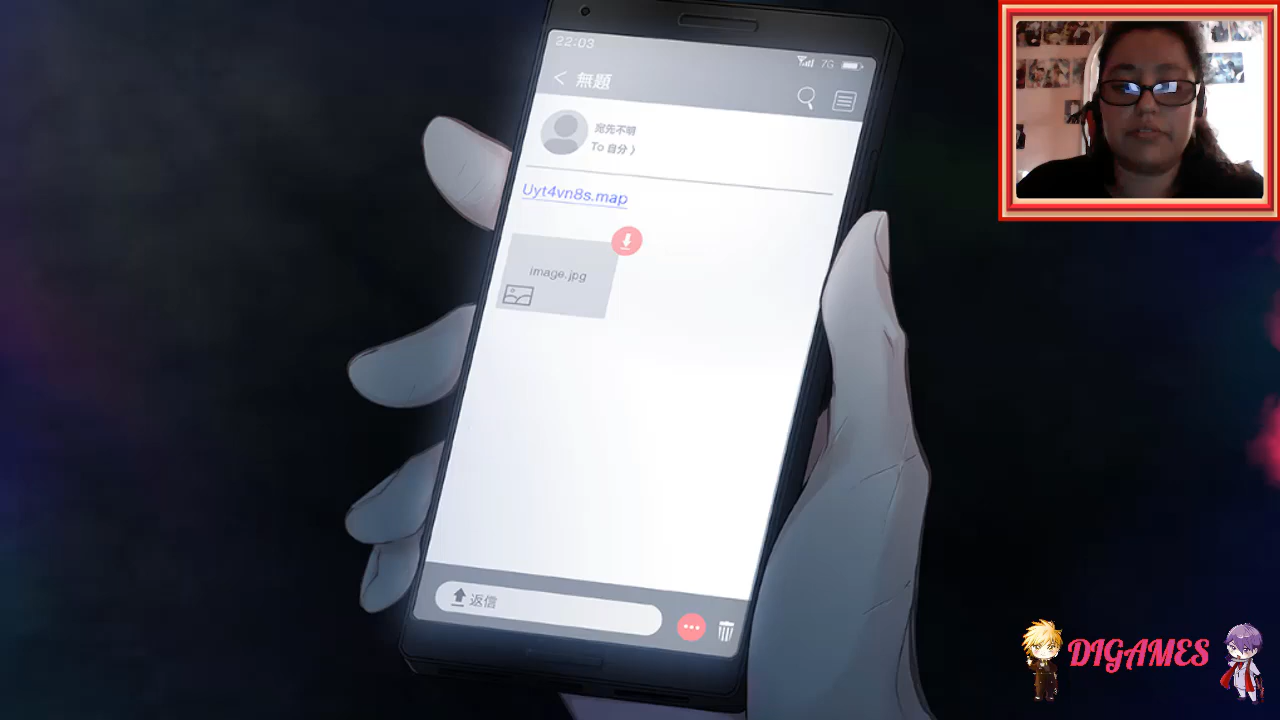 22:03
7G
無題
宛先不明
To 自分 〉
Uyt4vn8s.map
image.jpg
返信
DIGAMES